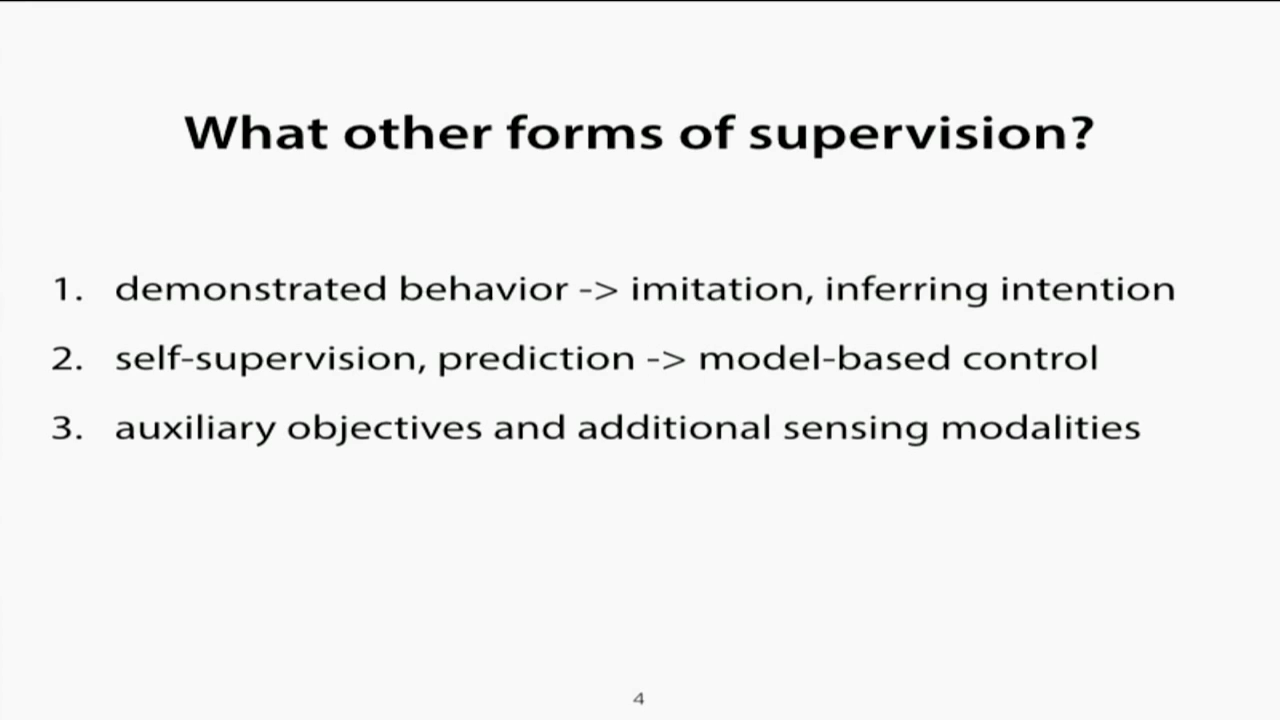 What other forms of supervision?
1. demonstrated behavior -> imitation, inferring intention
2. self-supervision, prediction -> model-based control
3. auxiliary objectives and additional sensing modalities
4